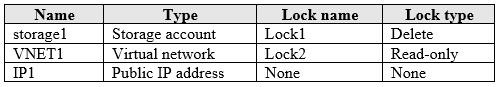 Name Type Lock name Lock type
storage1 Storage account Lock1 Delete
VNET1 Virtual network Lock2 Read-only
IP1 Public IP address None None